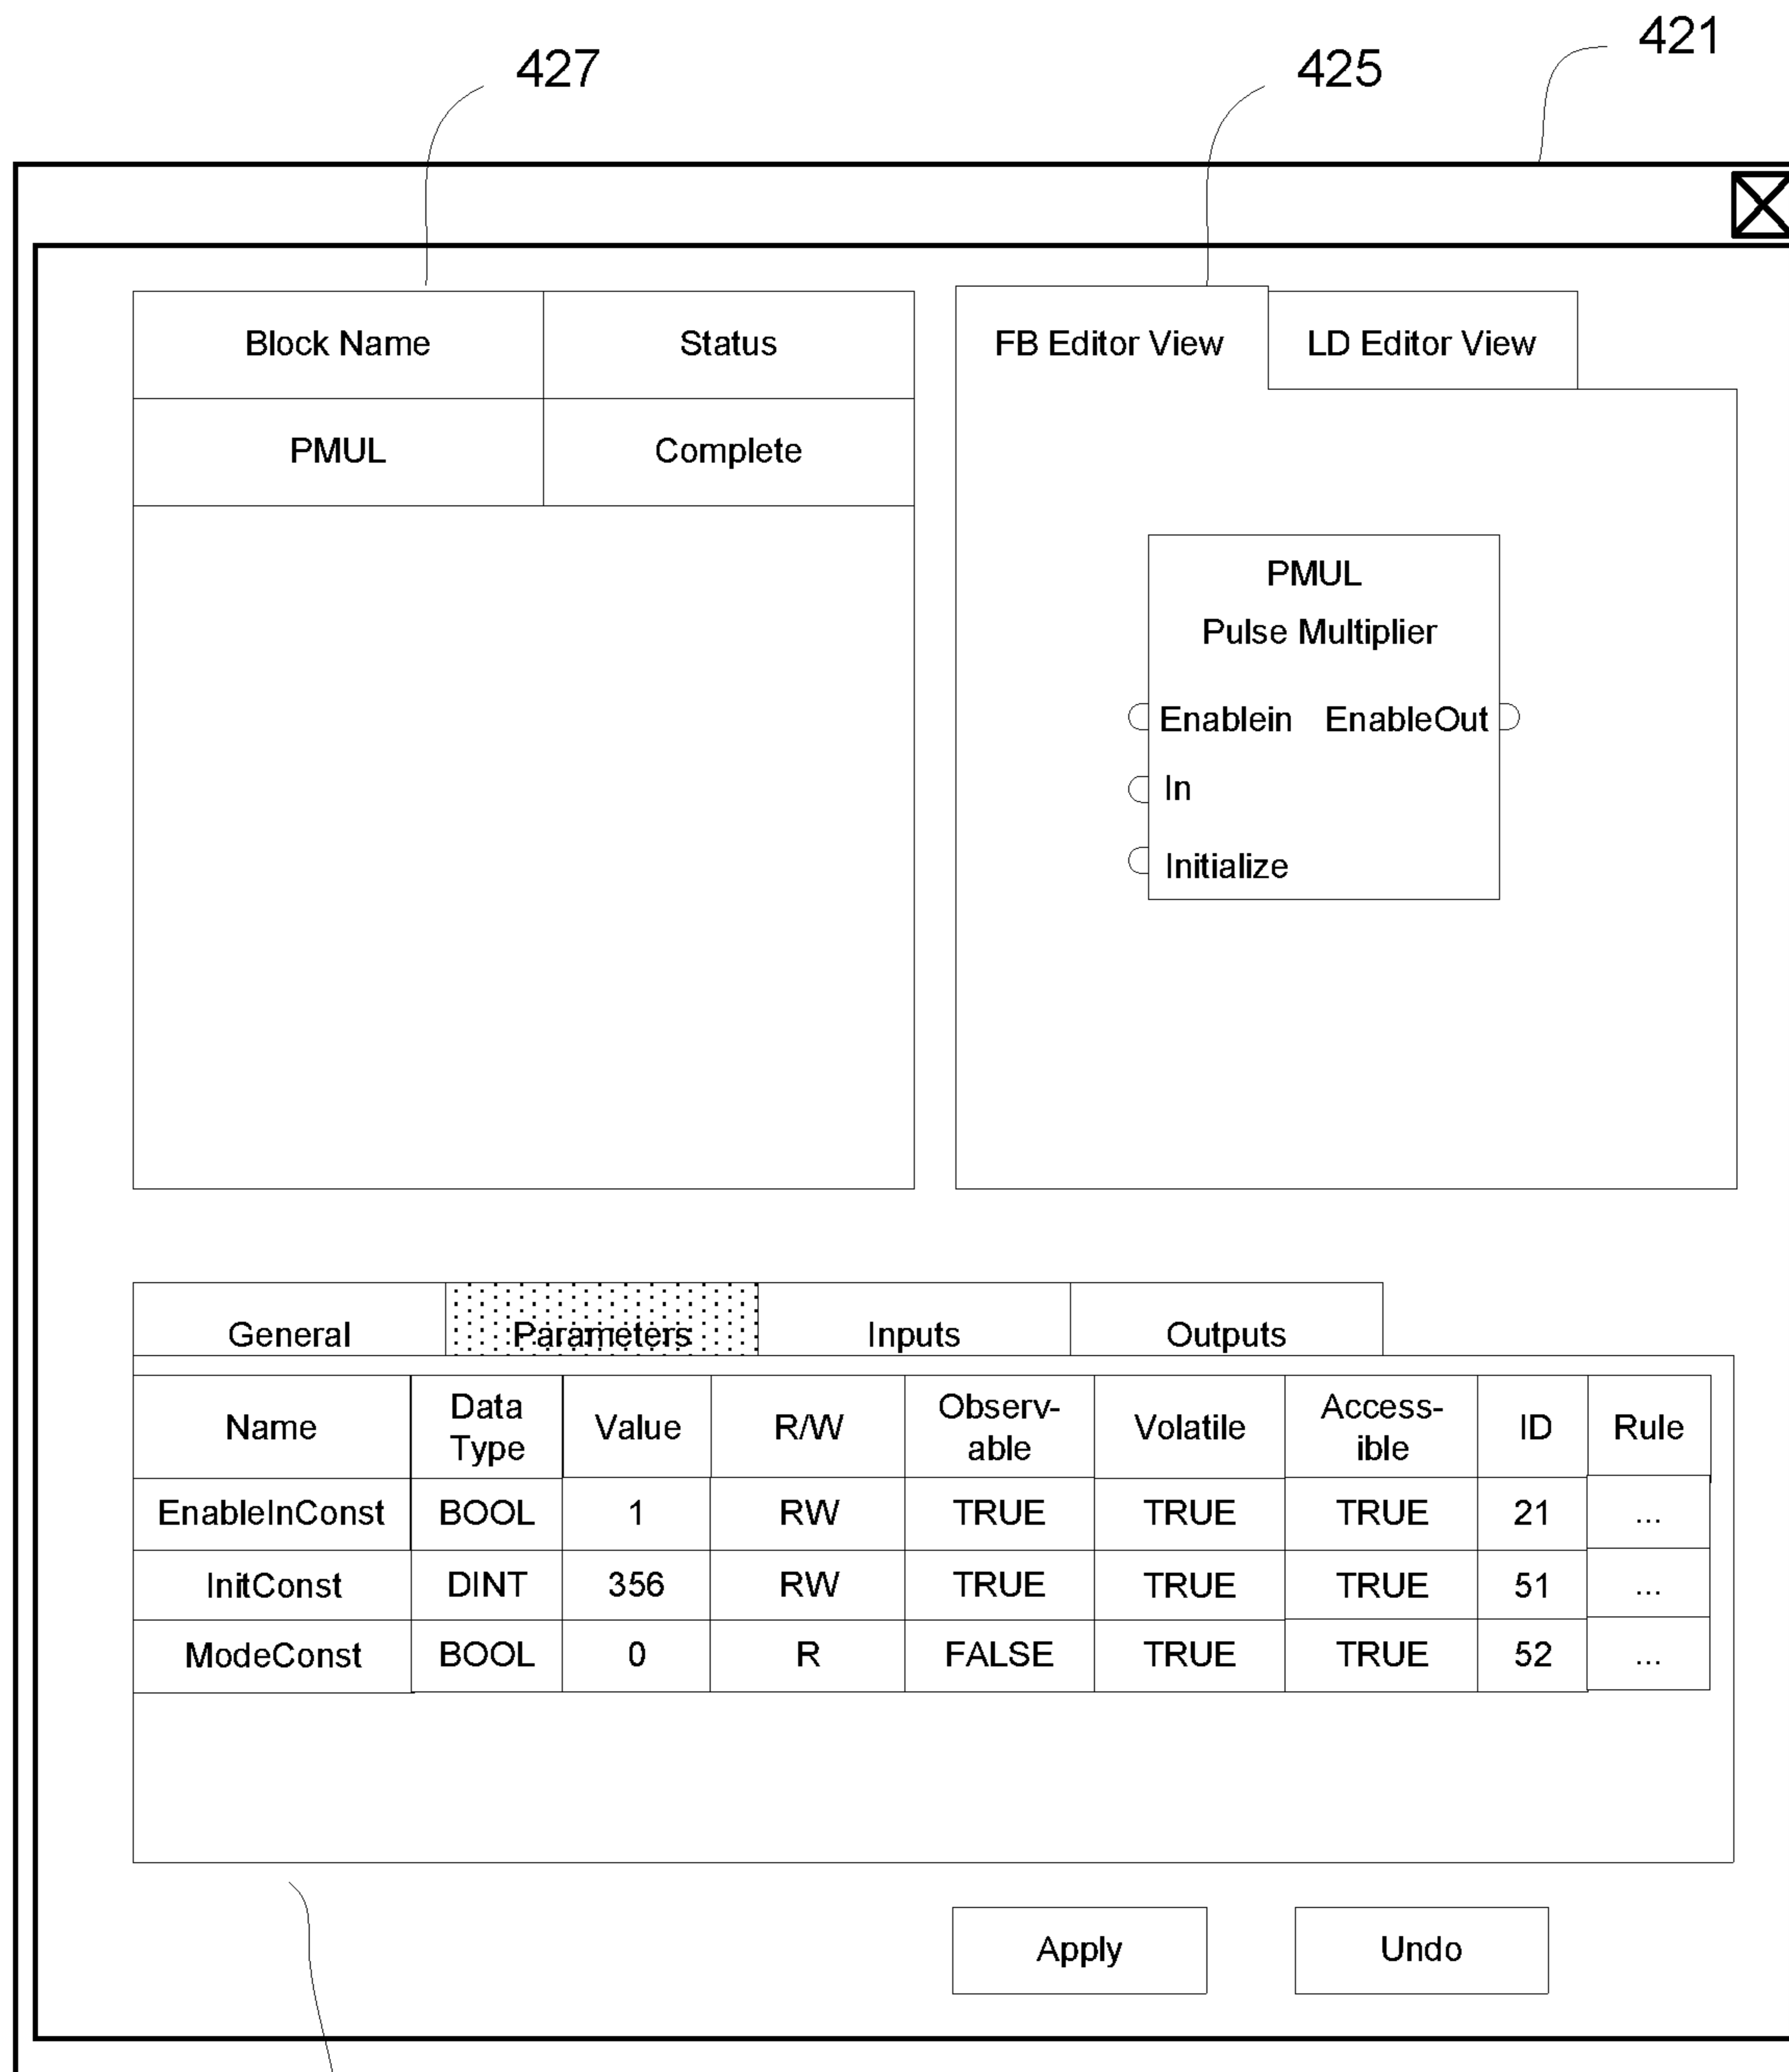 427
425
421
Block Name Status
PMUL Complete
FB Editor View LD Editor View
PMUL
Pulse Multiplier
Enablein EnableOut
In
Initialize
General Parameters Inputs Outputs
Name Data Type Value R/W Observ-able Volatile Access-ible ID Rule
EnableInConst BOOL 1 RW TRUE TRUE TRUE 21 ...
InitConst DINT 356 RW TRUE TRUE TRUE 51 ...
ModeConst BOOL 0 R FALSE TRUE TRUE 52 ...
Apply Undo